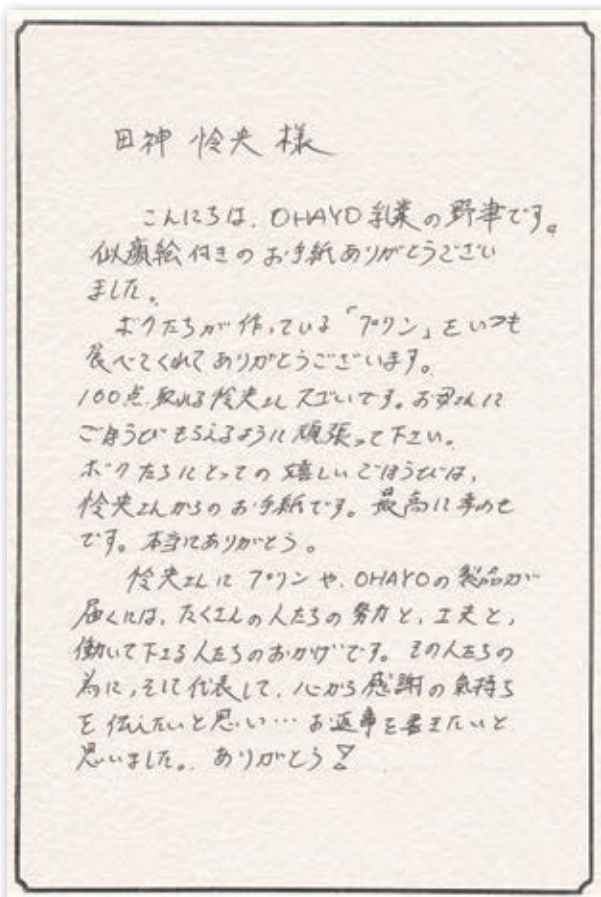 田神 怜央 様
こんにちは、OHAYO乳業の野津です。
似顔絵付きのお手紙ありがとうござい
ました。
ボクたちが作っている「プリン」をいつも
食べてくれてありがとうございます。
100点取れる怜央さんスゴいです。お母さんに
ごほうびもらえるように頑張って下さい。
ボクたちにとっての嬉しいごほうびは、
怜央さんからのお手紙です。最高に幸せ
です。本当にありがとう。
怜央さんにプリンや、OHAYOの製品が
届くには、たくさんの人たちの努力と、工夫と、
働いて下さる人たちのおかげです。その人たちの
為に、そして代表して、心から感謝の気持ち
を伝えたいと思い…お返事を書きたいと
思いました。ありがとう!